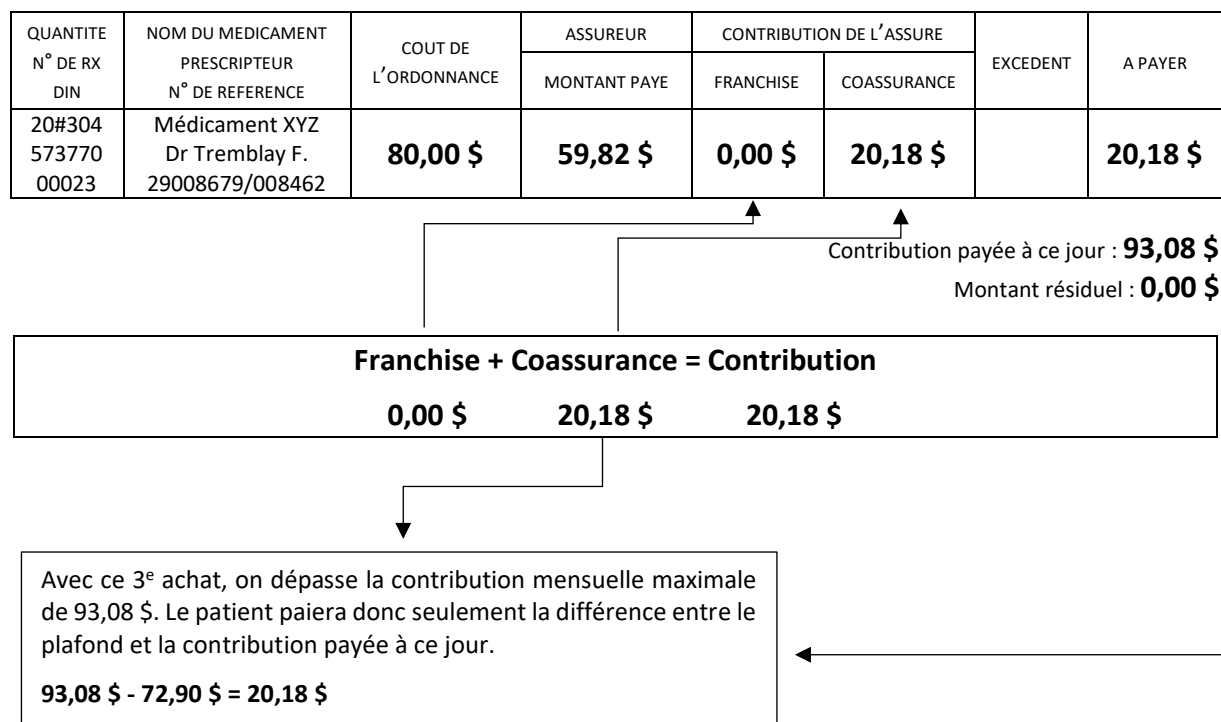 QUANTITE
N° DE RX
DIN
NOM DU MEDICAMENT
PRESCRIPTEUR
N° DE REFERENCE
COUT DE
L'ORDONNANCE
ASSUREUR
MONTANT PAYE
CONTRIBUTION DE L'ASSURE
FRANCHISE
COASSURANCE
EXCEDENT
A PAYER
20#304
573770
00023
Médicament XYZ
Dr Tremblay F.
29008679/008462
80,00 $
59,82 $
0,00 $
20,18 $
20,18 $
Contribution payée à ce jour : 93,08 $
Montant résiduel : 0,00 $
Franchise + Coassurance = Contribution
0,00 $ 20,18 $ 20,18 $
Avec ce 3e achat, on dépasse la contribution mensuelle maximale
de 93,08 $. Le patient paiera donc seulement la différence entre le
plafond et la contribution payée à ce jour.
93,08 $ - 72,90 $ = 20,18 $